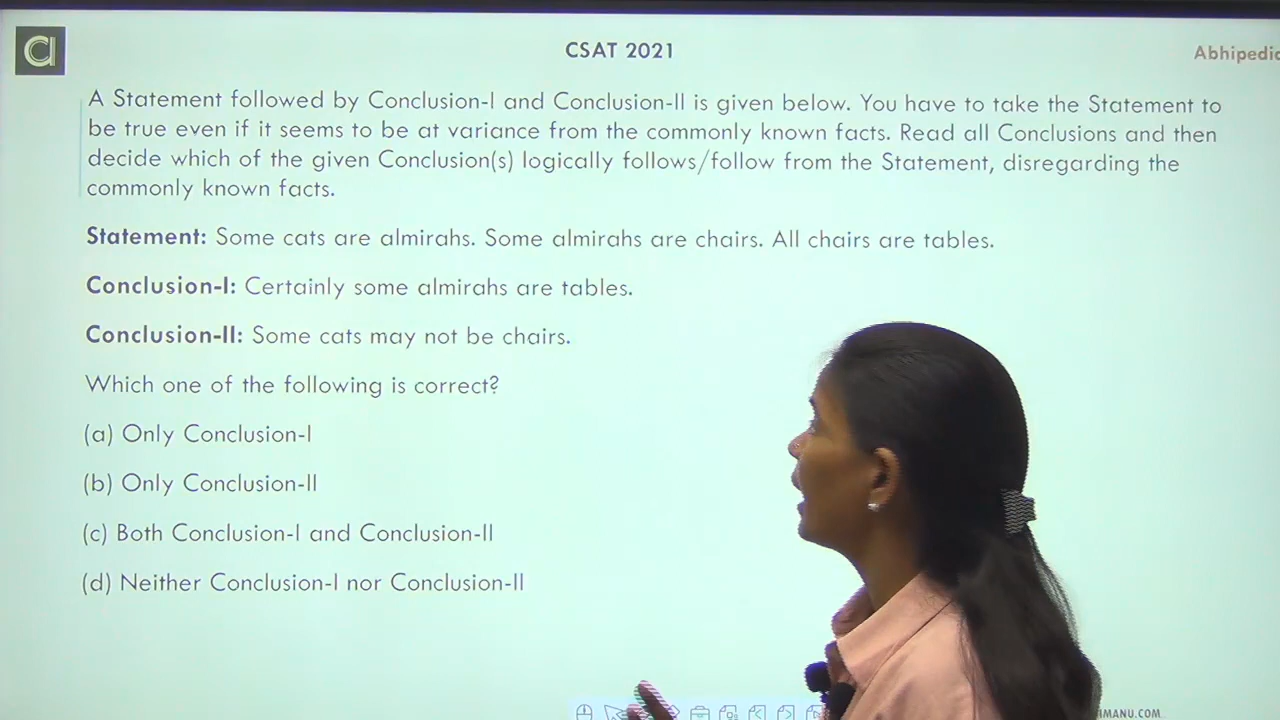 CSAT 2021
Abhipedia
A Statement followed by Conclusion-I and Conclusion-II is given below. You have to take the Statement to
be true even if it seems to be at variance from the commonly known facts. Read all Conclusions and then
decide which of the given Conclusion(s) logically follows/follow from the Statement, disregarding the
commonly known facts.
Statement: Some cats are almirahs. Some almirahs are chairs. All chairs are tables.
Conclusion-I: Certainly some almirahs are tables.
Conclusion-II: Some cats may not be chairs.
Which one of the following is correct?
(a) Only Conclusion-I
(b) Only Conclusion-II
(c) Both Conclusion-I and Conclusion-II
(d) Neither Conclusion-I nor Conclusion-II
IMANU.COM